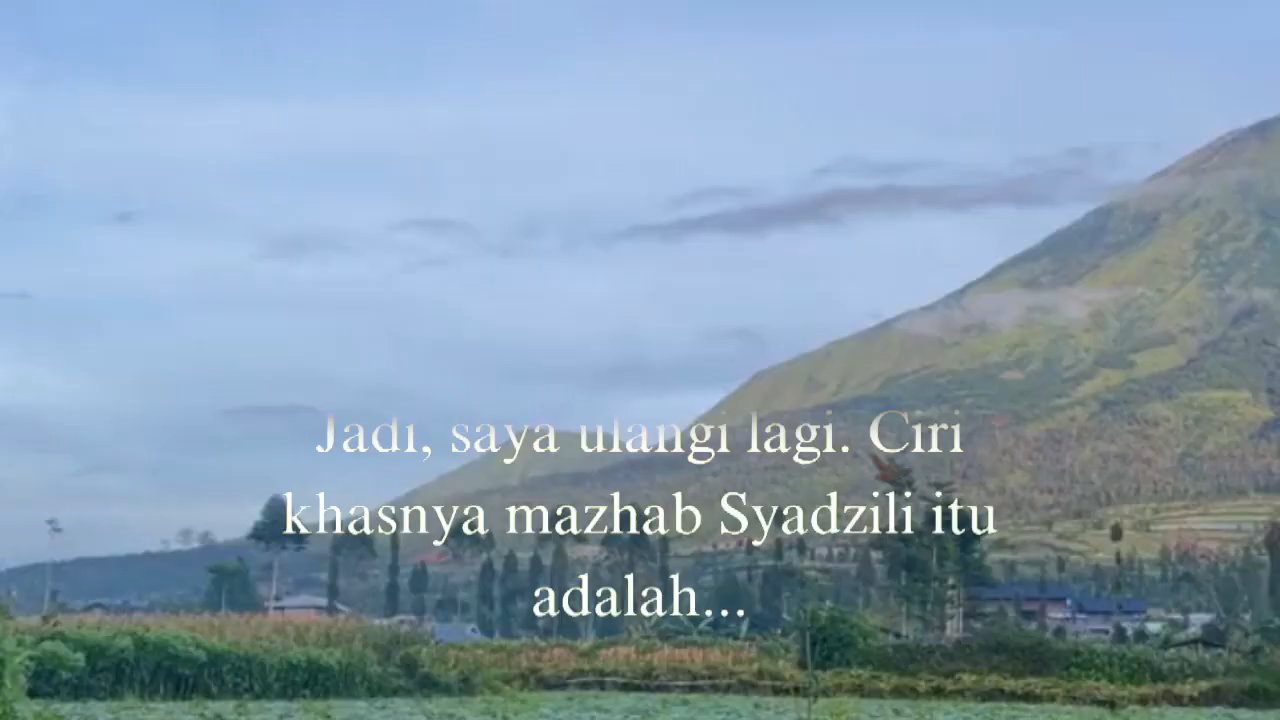 Jadi, saya ulangi lagi. Ciri
khasnya mazhab Syadzili itu
adalah...